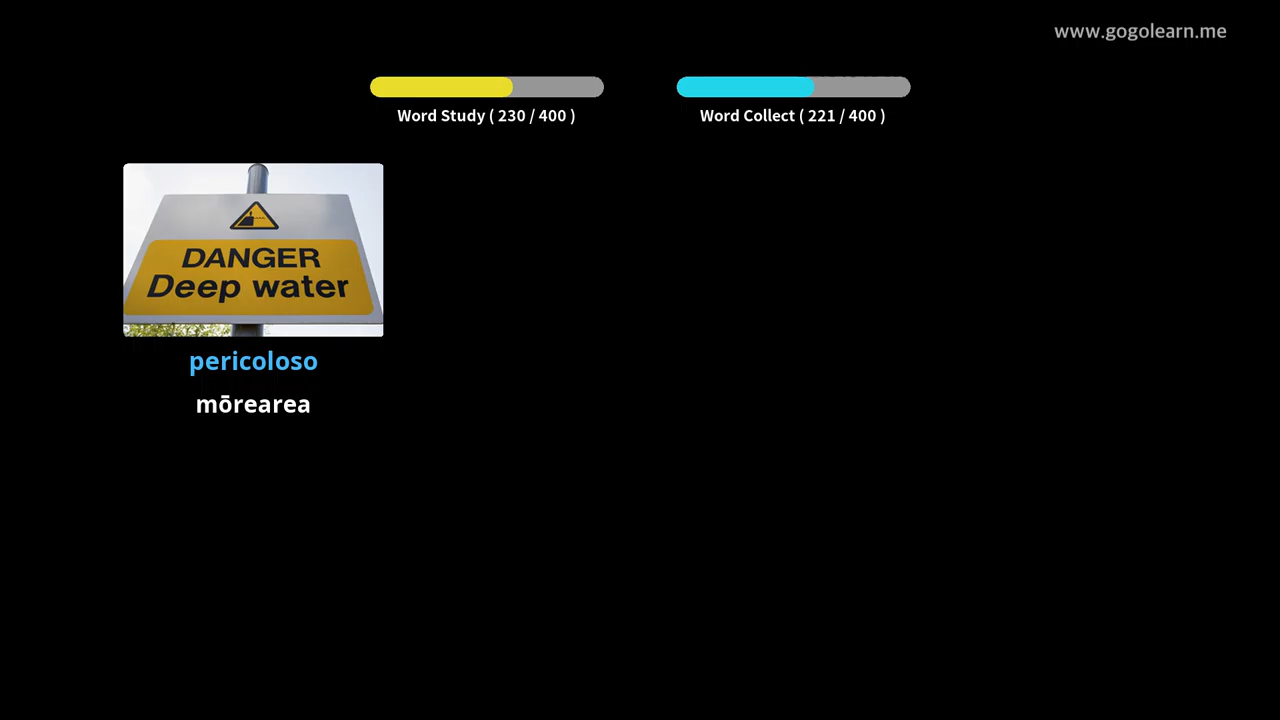 www.gogolearn.me
Word Study ( 230 / 400 )
Word Collect ( 221 / 400 )
DANGER
Deep water
pericoloso
mōrearea